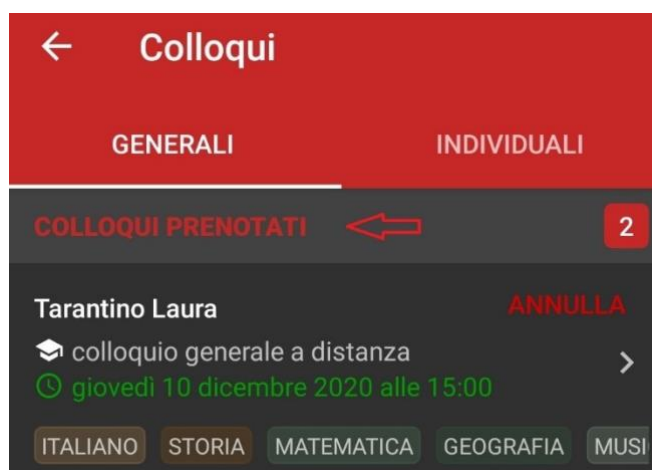 Colloqui
GENERALI INDIVIDUALI
COLLOQUI PRENOTATI 2
Tarantino Laura ANNULLA
colloquio generale a distanza
giovedì 10 dicembre 2020 alle 15:00
ITALIANO STORIA MATEMATICA GEOGRAFIA MUSI